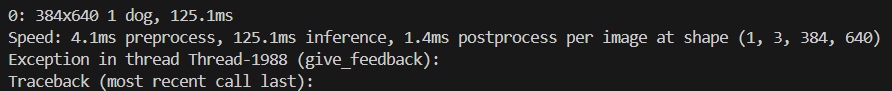 0: 384x640 1 dog, 125.1ms
Speed: 4.1ms preprocess, 125.1ms inference, 1.4ms postprocess per image at shape (1, 3, 384, 640)
Exception in thread Thread-1988 (give_feedback):
Traceback (most recent call last):